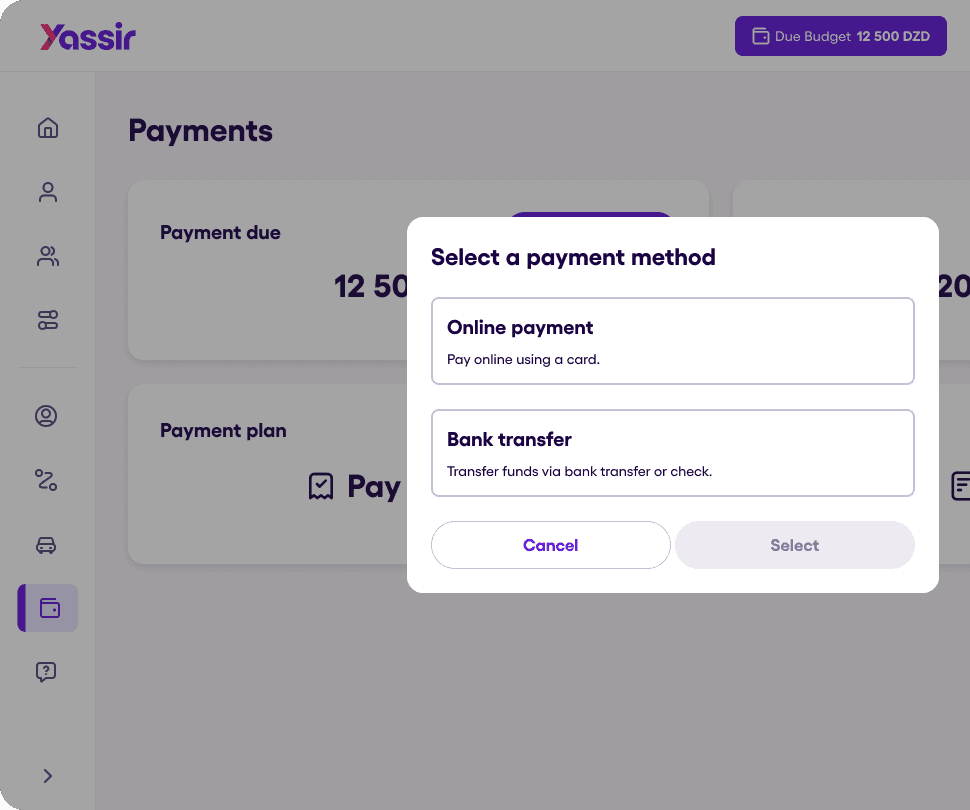 Yassir
Due Budget 12 500 DZD
Payments
Payment due
12 50
20
Select a payment method
Online payment
Pay online using a card.
Bank transfer
Transfer funds via bank transfer or check.
Cancel
Select
Payment plan
Pay